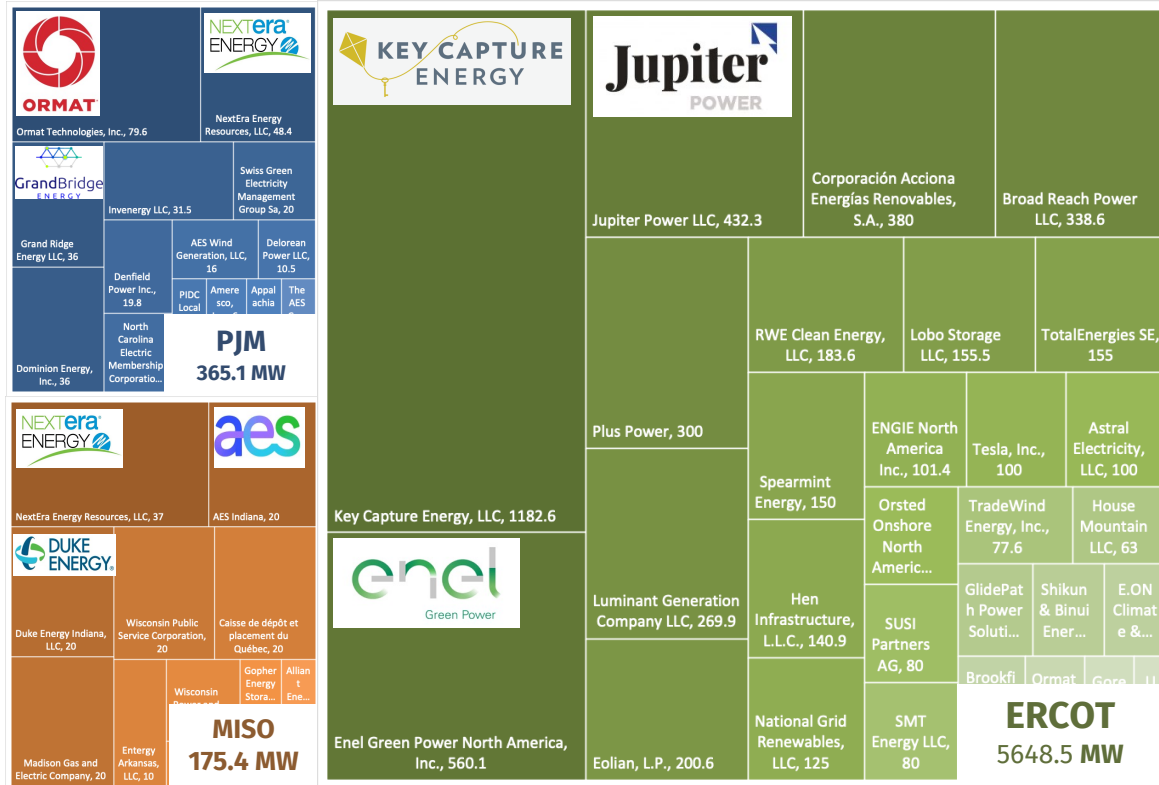 ORMAT
Ormat Technologies, Inc., 79.6
NEXTera
ENERGY
NextEra Energy
Resources, LLC, 48.4
GrandBridge
ENERGY
Grand Ridge
Energy LLC, 36
Invenergy LLC, 31.5
Swiss Green
Electricity
Management
Group Sa, 20
Denfield
Power Inc.,
19.8
AES Wind
Generation, LLC,
16
Delorean
Power LLC,
10.5
PIDC
Local
Amere
sco,
Appal
achia
The
AES
Dominion Energy,
Inc., 36
North
Carolina
Electric
Membership
Corporatio...
PJM
365.1 MW
NEXTera
ENERGY
NextEra Energy Resources, LLC, 37
aes
AES Indiana, 20
DUKE
ENERGY
Duke Energy Indiana,
LLC, 20
Wisconsin Public
Service Corporation,
20
Caisse de dépôt et
placement du
Québec, 20
Madison Gas and
Electric Company, 20
Entergy
Arkansas,
LLC, 10
Wisconsin
Gopher
Energy
Stora...
Allian
t
Ene...
MISO
175.4 MW
KEY CAPTURE
ENERGY
Key Capture Energy, LLC, 1182.6
enel
Green Power
Enel Green Power North America,
Inc., 560.1
Jupiter
POWER
Jupiter Power LLC, 432.3
Corporación Acciona
Energías Renovables,
S.A., 380
Broad Reach Power
LLC, 338.6
Plus Power, 300
Luminant Generation
Company LLC, 269.9
Eolian, L.P., 200.6
RWE Clean Energy,
LLC, 183.6
Lobo Storage
LLC, 155.5
TotalEnergies SE,
155
Spearmint
Energy, 150
Hen
Infrastructure,
L.L.C., 140.9
National Grid
Renewables,
LLC, 125
ENGIE North
America
Inc., 101.4
Tesla, Inc.,
100
Astral
Electricity,
LLC, 100
Orsted
Onshore
North
Americ...
SUSI
Partners
AG, 80
SMT
Energy LLC,
80
TradeWind
Energy, Inc.,
77.6
House
Mountain
LLC, 63
GlidePat
h Power
Soluti...
Shikun
& Binui
Ener...
E.ON
Climat
e &...
Brookfi
Ormat
Gore
ERCOT
5648.5 MW